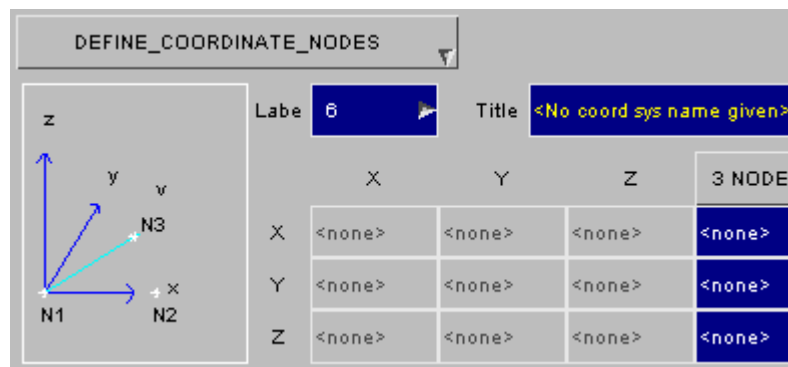 DEFINE_COORDINATE_NODES
Labe 6 Title <No coord sys name given>
z
y
v
N3
x
N1 N2
X Y Z 3 NODE
X <none> <none> <none> <none>
Y <none> <none> <none> <none>
Z <none> <none> <none> <none>